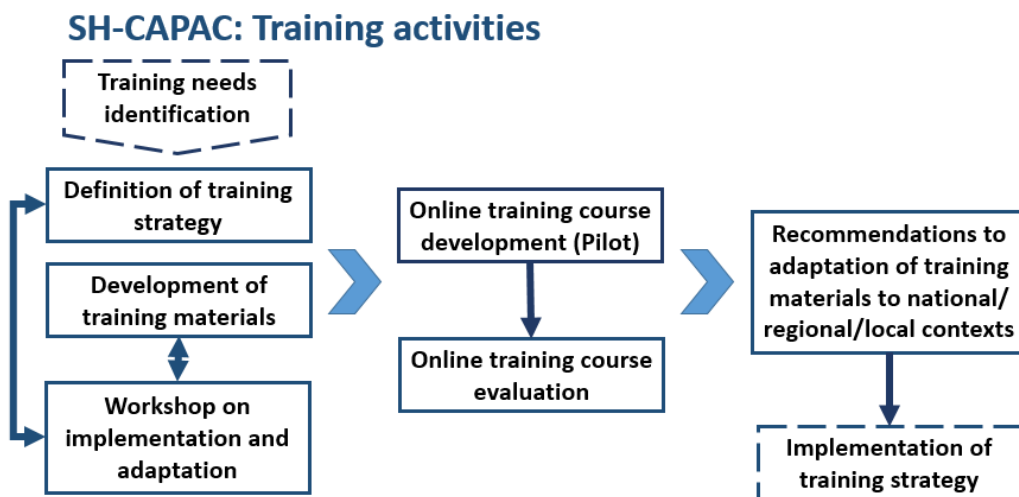 SH-CAPAC: Training activities
Training needs
identification
Definition of training
strategy
Development of
training materials
Workshop on
implementation and
adaptation
Online training course
development (Pilot)
Online training course
evaluation
Recommendations to
adaptation of training
materials to national/
regional/local contexts
Implementation of
training strategy